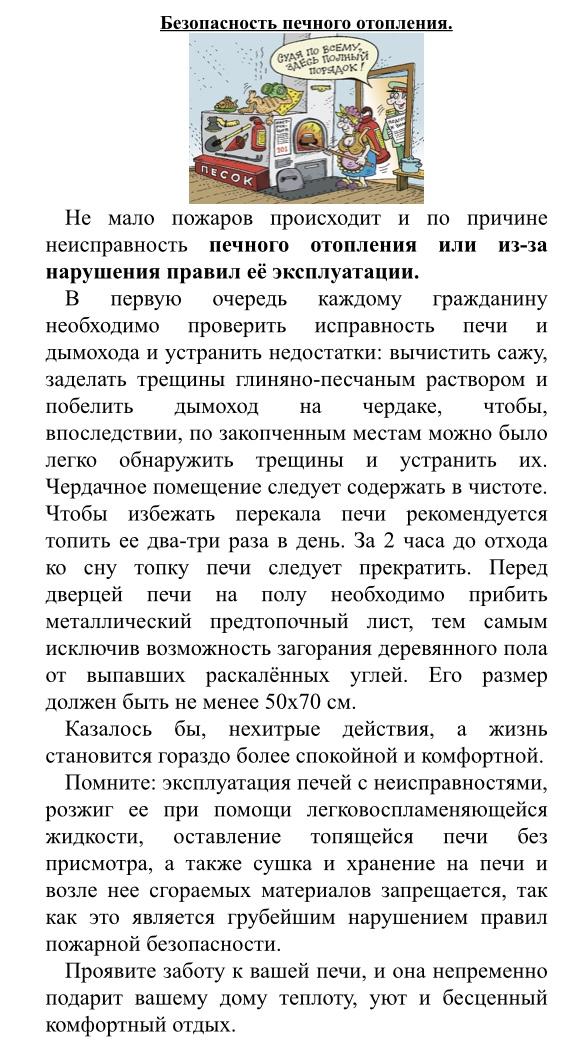 Безопасность печного отопления.
СУДЯ ПО ВСЕМУ,
ЗДЕСЬ ПОЛНЫЙ
ПОРЯДОК!
101
ПЕСОК
Не мало пожаров происходит и по причине
неисправность печного отопления или из-за
нарушения правил её эксплуатации.
В первую очередь каждому гражданину
необходимо проверить исправность печи и
дымохода и устранить недостатки: вычистить сажу,
заделать трещины глиняно-песчаным раствором и
побелить дымоход на чердаке, чтобы,
впоследствии, по закопченным местам можно было
легко обнаружить трещины и устранить их.
Чердачное помещение следует содержать в чистоте.
Чтобы избежать перекала печи рекомендуется
топить ее два-три раза в день. За 2 часа до отхода
ко сну топку печи следует прекратить. Перед
дверцей печи на полу необходимо прибить
металлический предтопочный лист, тем самым
исключив возможность загорания деревянного пола
от выпавших раскалённых углей. Его размер
должен быть не менее 50х70 см.
Казалось бы, нехитрые действия, а жизнь
становится гораздо более спокойной и комфортной.
Помните: эксплуатация печей с неисправностями,
розжиг ее при помощи легковоспламеняющейся
жидкости, оставление топящейся печи без
присмотра, а также сушка и хранение на печи и
возле нее сгораемых материалов запрещается, так
как это является грубейшим нарушением правил
пожарной безопасности.
Проявите заботу к вашей печи, и она непременно
подарит вашему дому теплоту, уют и бесценный
комфортный отдых.